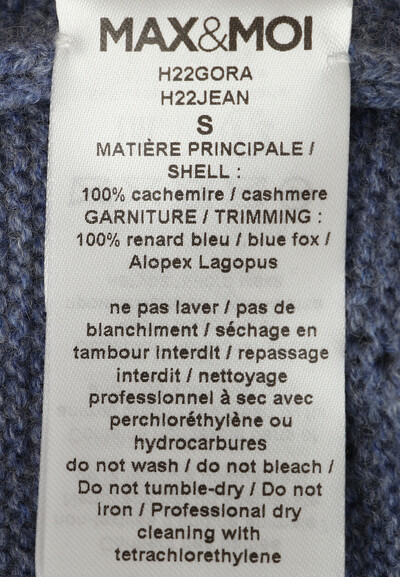 MAX&MOI
H22GORA
H22JEAN
S
MATIÈRE PRINCIPALE /
SHELL :
100% cachemire / cashmere
GARNITURE / TRIMMING :
100% renard bleu / blue fox /
Alopex Lagopus
ne pas laver / pas de
blanchiment / séchage en
tambour interdit / repassage
interdit / nettoyage
professionnel à sec avec
perchloréthylène ou
hydrocarbures
do not wash / do not bleach /
Do not tumble-dry / Do not
iron / Professional dry
cleaning with
tetrachlorethylene